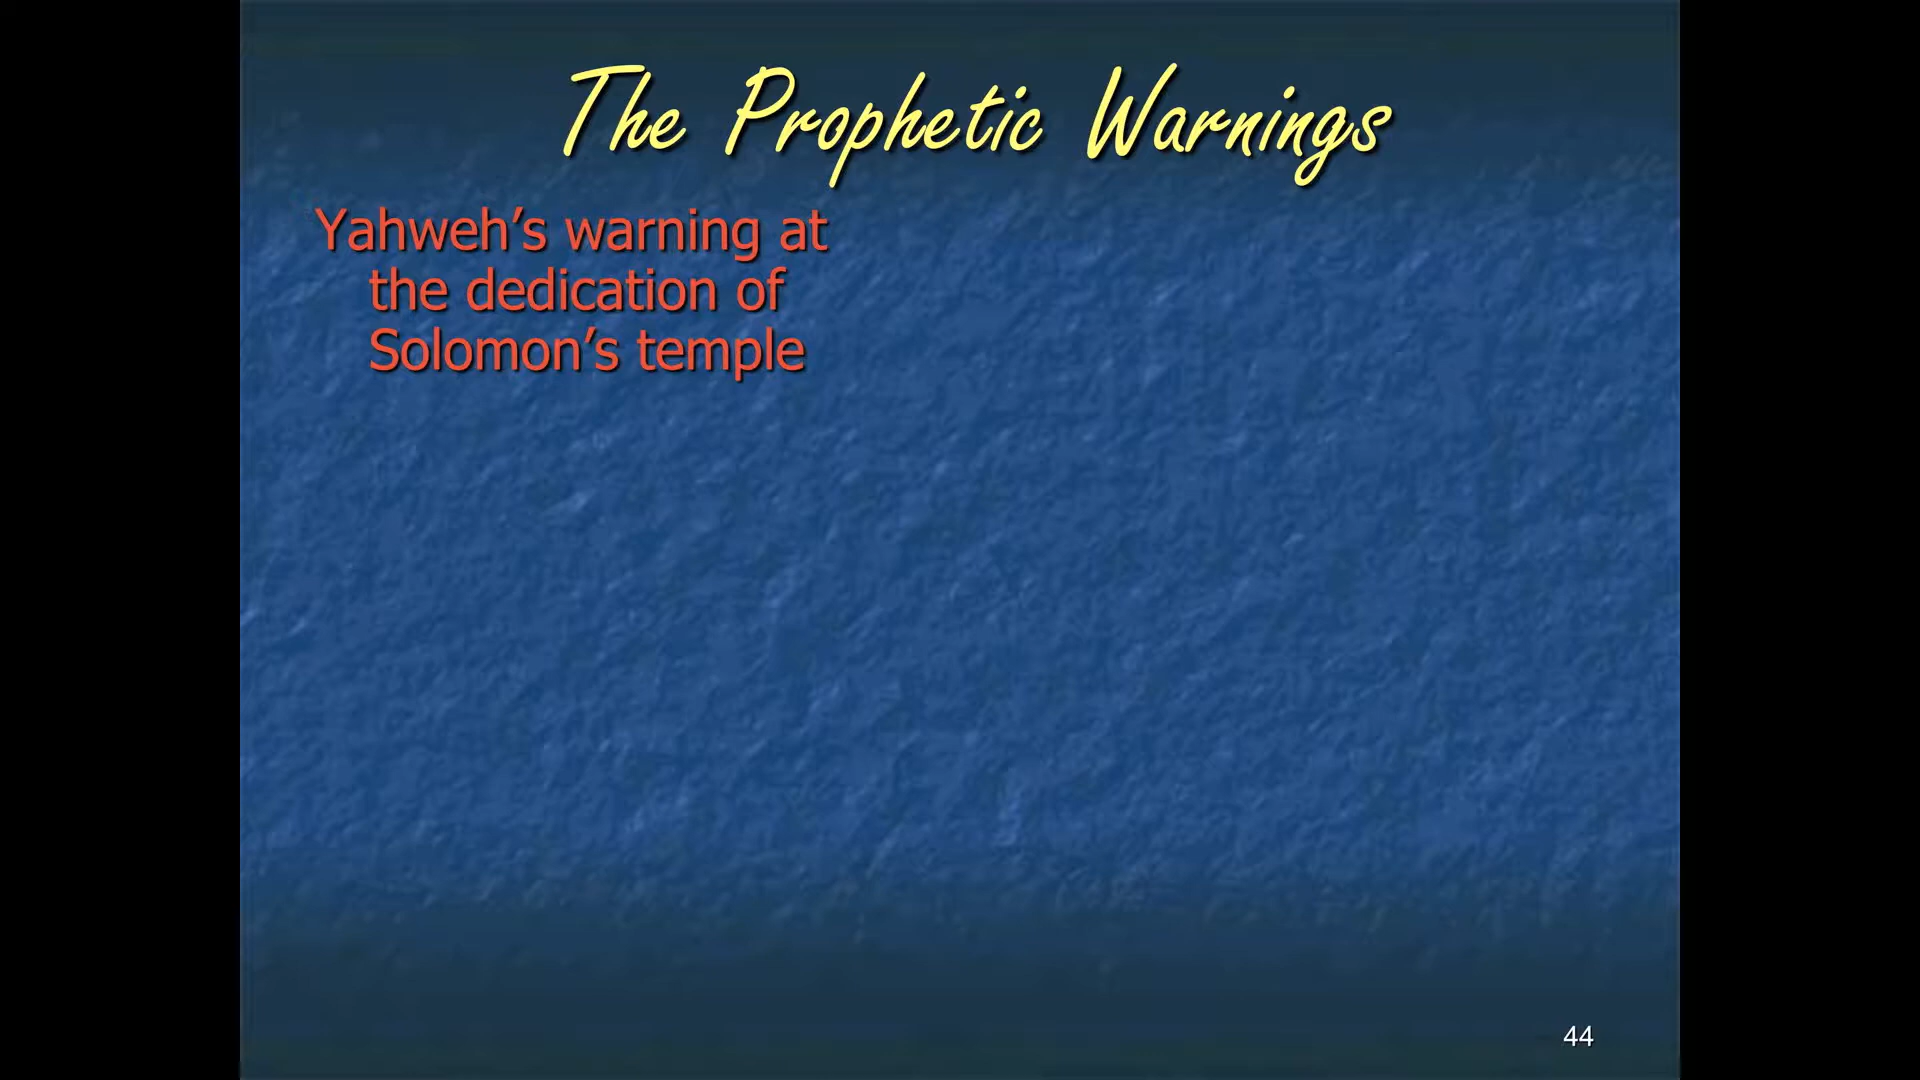 The Prophetic Warnings
Yahweh’s warning at
the dedication of
Solomon’s temple
44